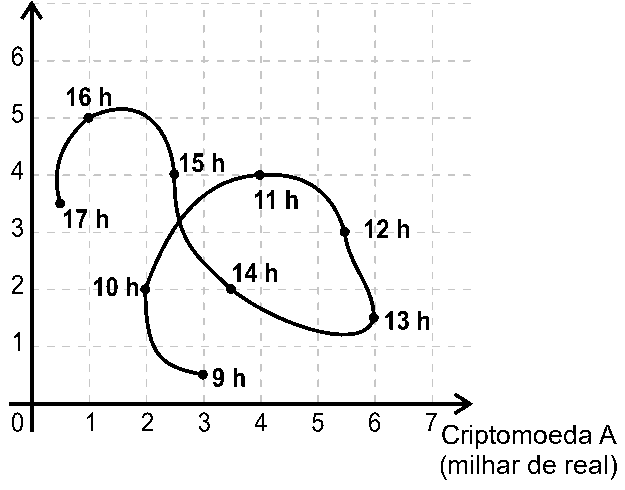 6
16 h
5
15 h
4
11 h
17 h
12 h
3
14 h
10 h
2
13 h
1
9 h
0 1 2 3 4 5 6 7
Criptomoeda A
(milhar de real)